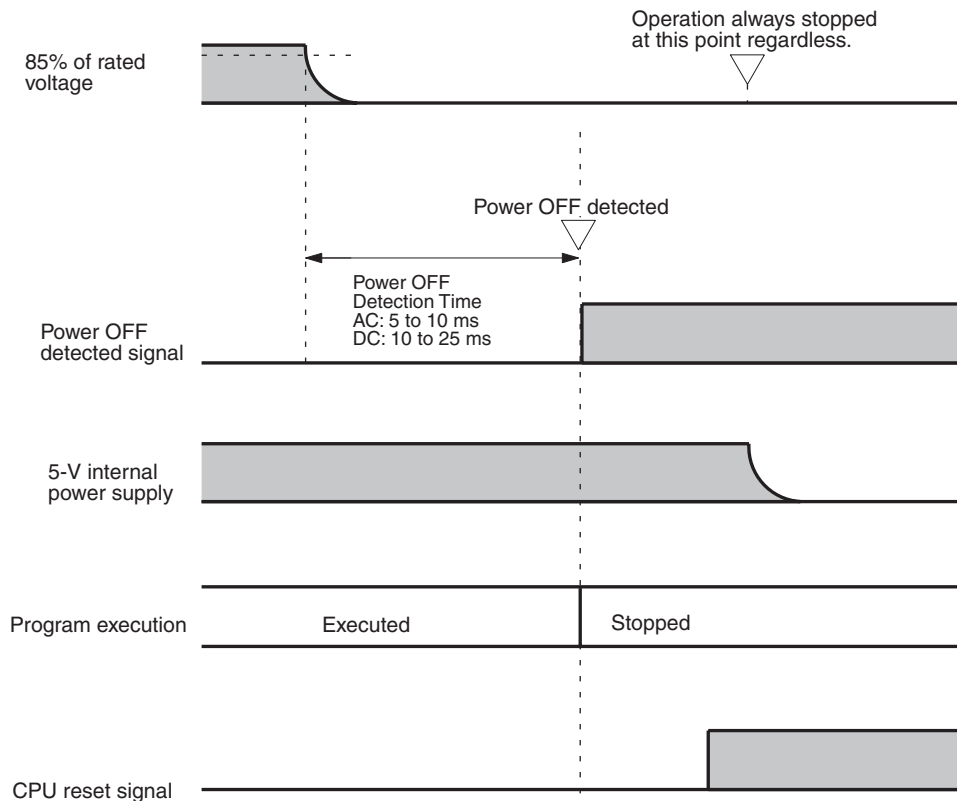 Operation always stopped
at this point regardless.
85% of rated
voltage
Power OFF detected
Power OFF
Detection Time
AC: 5 to 10 ms
DC: 10 to 25 ms
Power OFF
detected signal
5-V internal
power supply
Program execution
Executed
Stopped
CPU reset signal